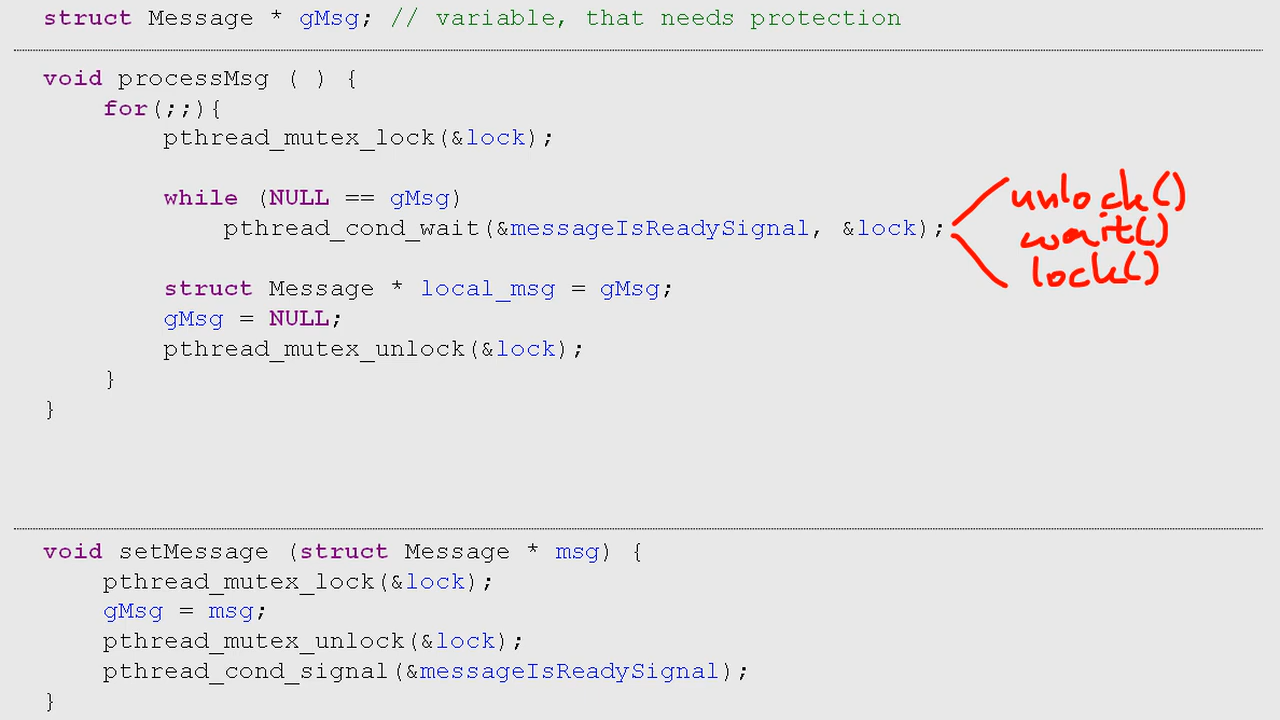 struct Message * gMsg; // variable, that needs protection
void processMsg ( ) {
for(;;){
pthread_mutex_lock(&lock);
while (NULL == gMsg)
pthread_cond_wait(&messageIsReadySignal, &lock);
unlock()
wait()
lock()
struct Message * local_msg = gMsg;
gMsg = NULL;
pthread_mutex_unlock(&lock);
}
}
void setMessage (struct Message * msg) {
pthread_mutex_lock(&lock);
gMsg = msg;
pthread_mutex_unlock(&lock);
pthread_cond_signal(&messageIsReadySignal);
}